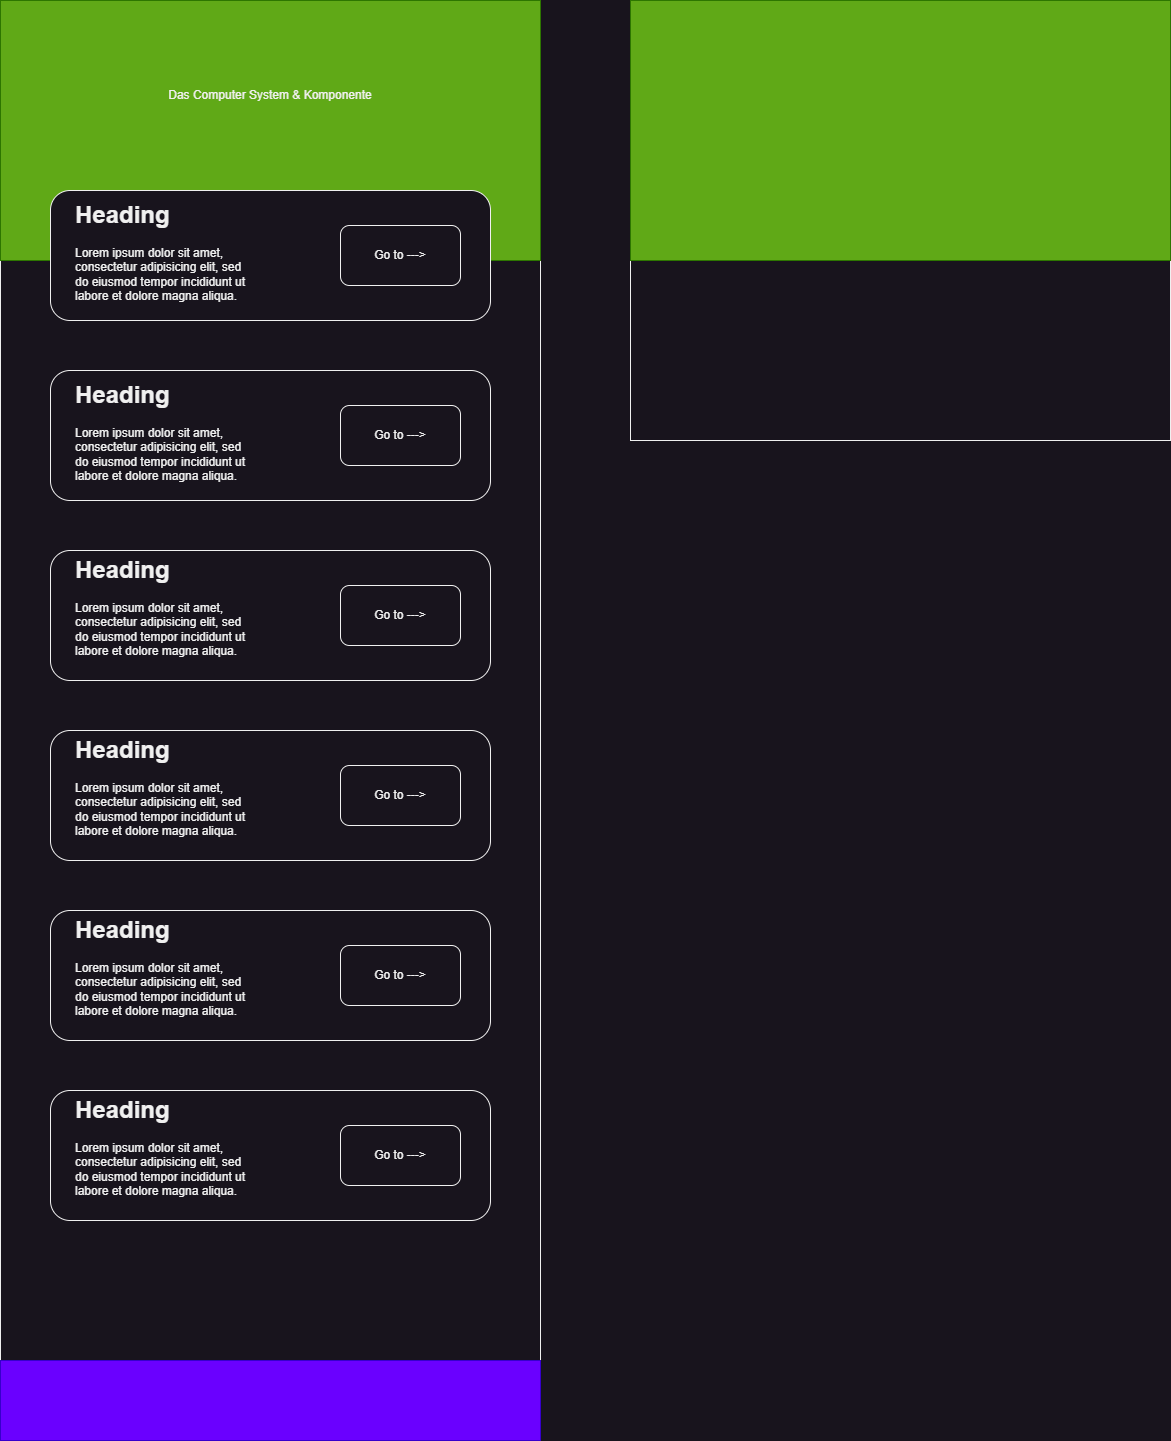 Das Computer System & Komponente
Heading
Lorem ipsum dolor sit amet,
consectetur adipisicing elit, sed
do eiusmod tempor incididunt ut
labore et dolore magna aliqua.
Go to --->
Heading
Lorem ipsum dolor sit amet,
consectetur adipisicing elit, sed
do eiusmod tempor incididunt ut
labore et dolore magna aliqua.
Go to --->
Heading
Lorem ipsum dolor sit amet,
consectetur adipisicing elit, sed
do eiusmod tempor incididunt ut
labore et dolore magna aliqua.
Go to --->
Heading
Lorem ipsum dolor sit amet,
consectetur adipisicing elit, sed
do eiusmod tempor incididunt ut
labore et dolore magna aliqua.
Go to --->
Heading
Lorem ipsum dolor sit amet,
consectetur adipisicing elit, sed
do eiusmod tempor incididunt ut
labore et dolore magna aliqua.
Go to --->
Heading
Lorem ipsum dolor sit amet,
consectetur adipisicing elit, sed
do eiusmod tempor incididunt ut
labore et dolore magna aliqua.
Go to --->